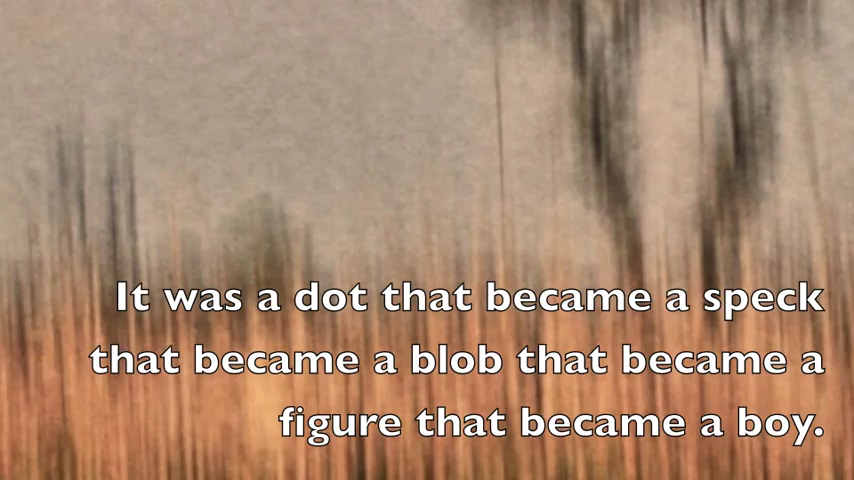 It was a dot that became a speck
that became a blob that became a
figure that became a boy.